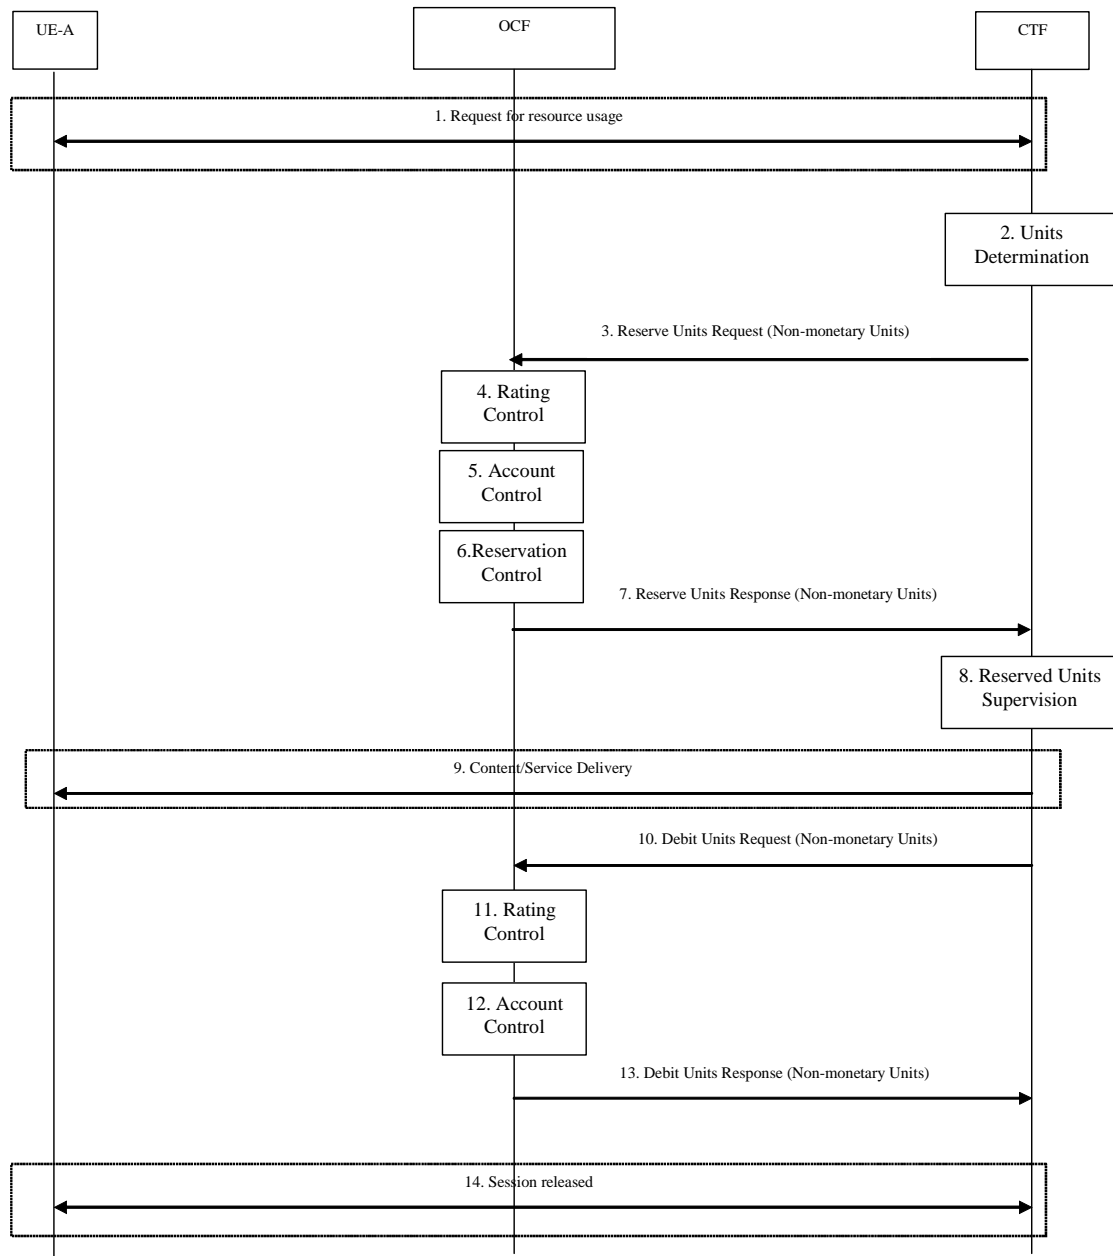 UE-A
OCF
CTF
1. Request for resource usage
2. Units
Determination
3. Reserve Units Request (Non-monetary Units)
4. Rating
Control
5. Account
Control
6.Reservation
Control
7. Reserve Units Response (Non-monetary Units)
8. Reserved Units
Supervision
9. Content/Service Delivery
10. Debit Units Request (Non-monetary Units)
11. Rating
Control
12. Account
Control
13. Debit Units Response (Non-monetary Units)
14. Session released